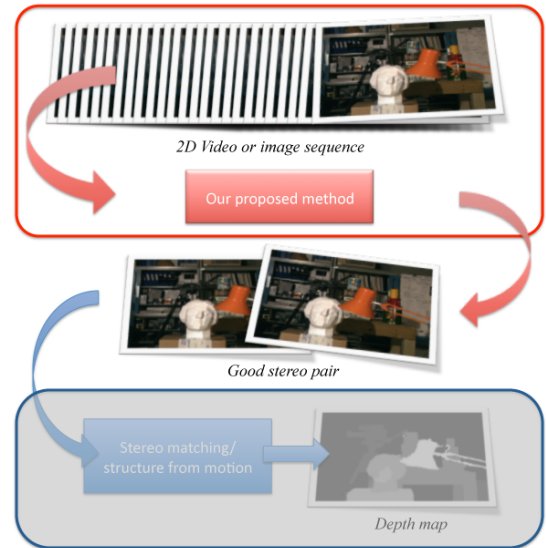 2D Video or image sequence
Our proposed method
Good stereo pair
Stereo matching/
structure from motion
Depth map